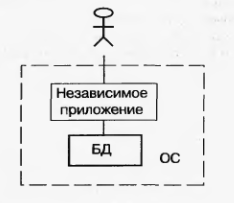 Независимое
приложение
БД
ОС